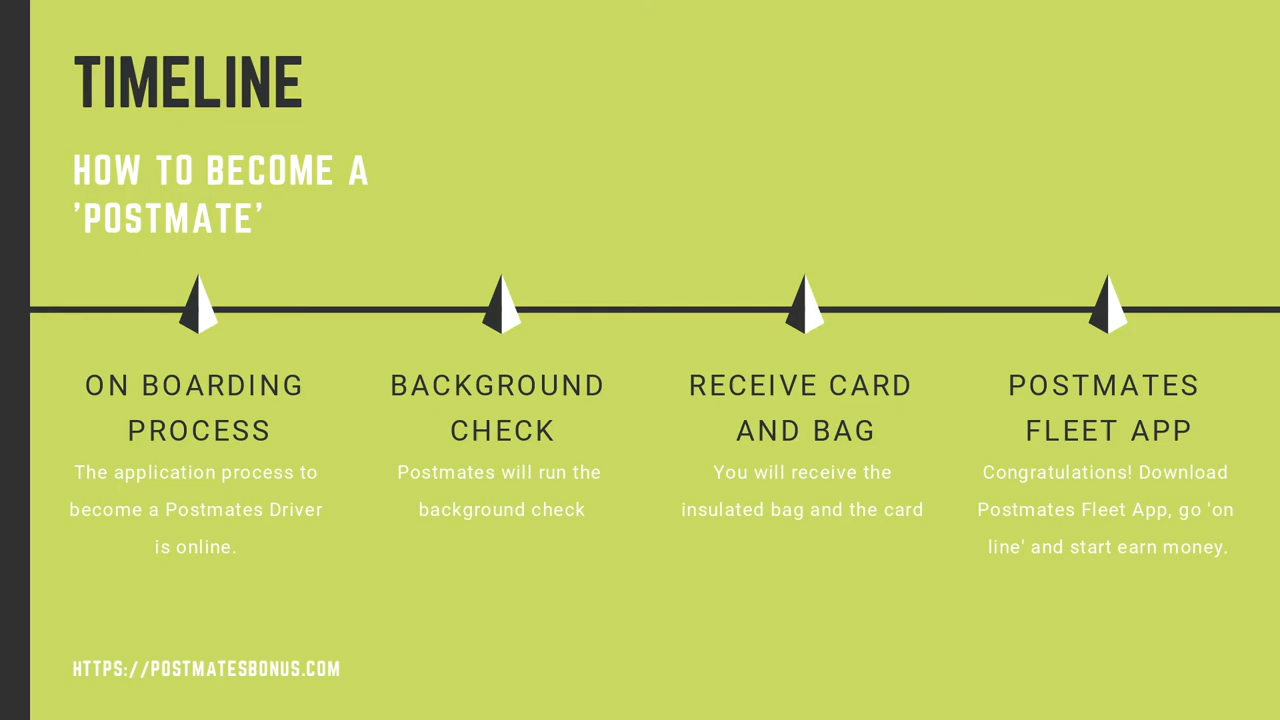 TIMELINE
HOW TO BECOME A
'POSTMATE'
ON BOARDING
PROCESS
The application process to
become a Postmates Driver
is online.
BACKGROUND
CHECK
Postmates will run the
background check
RECEIVE CARD
AND BAG
You will receive the
insulated bag and the card
POSTMATES
FLEET APP
Congratulations! Download
Postmates Fleet App, go 'on
line' and start earn money.
HTTPS://POSTMATESBONUS.COM